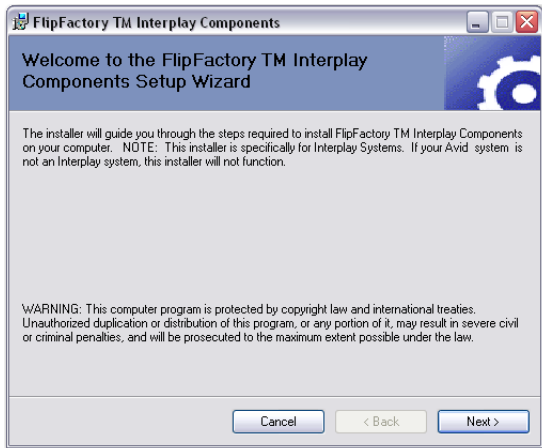 FlipFactory TM Interplay Components
Welcome to the FlipFactory TM Interplay
Components Setup Wizard
The installer will guide you through the steps required to install FlipFactory TM Interplay Components
on your computer.   NOTE:  This installer is specifically for Interplay Systems.  If your Avid  system  is
not an Interplay system, this installer will not function.
WARNING: This computer program is protected by copyright law and international treaties.
Unauthorized duplication or distribution of this program, or any portion of it, may result in severe civil
or criminal penalties, and will be prosecuted to the maximum extent possible under the law.
Cancel
< Back
Next >